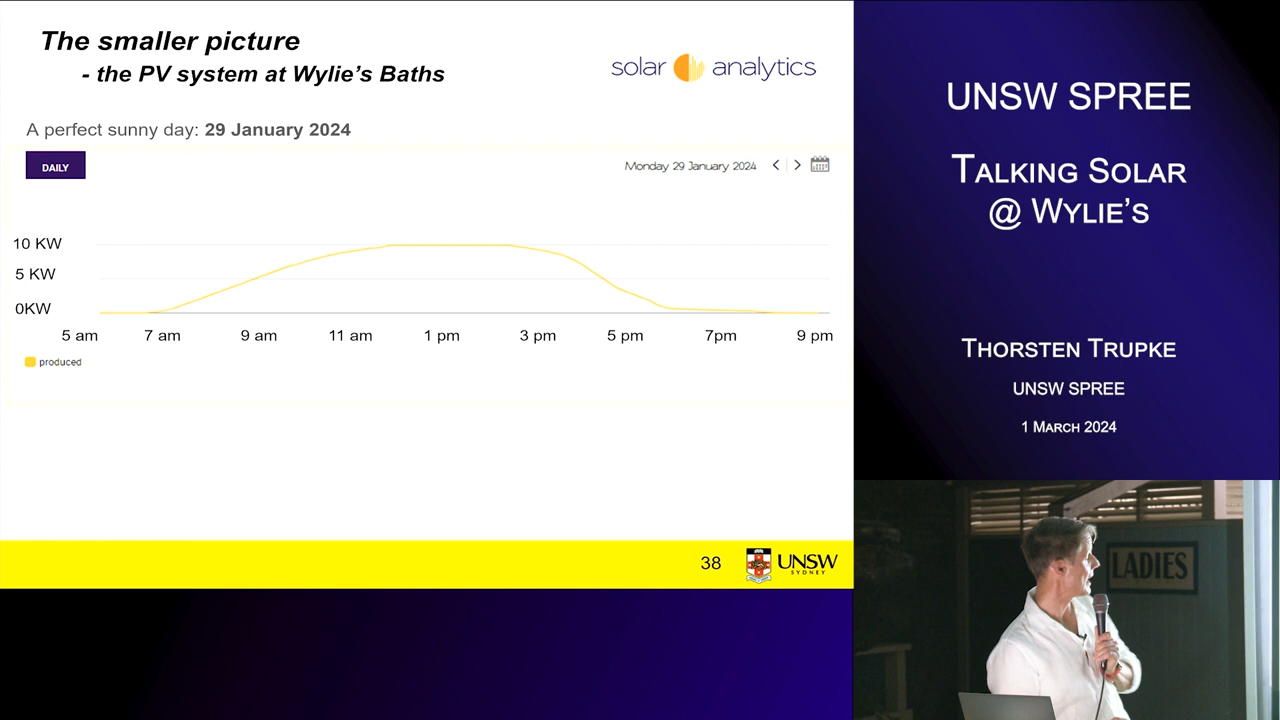 The smaller picture
- the PV system at Wylie's Baths
solar analytics
A perfect sunny day: 29 January 2024
DAILY
Monday 29 January 2024
10 KW
5 KW
0KW
5 am 7 am 9 am 11 am 1 pm 3 pm 5 pm 7pm 9 pm
produced
38
UNSW
SYDNEY
UNSW SPREE
TALKING SOLAR
@ WYLIE'S
THORSTEN TRUPKE
UNSW SPREE
1 MARCH 2024
LADIES